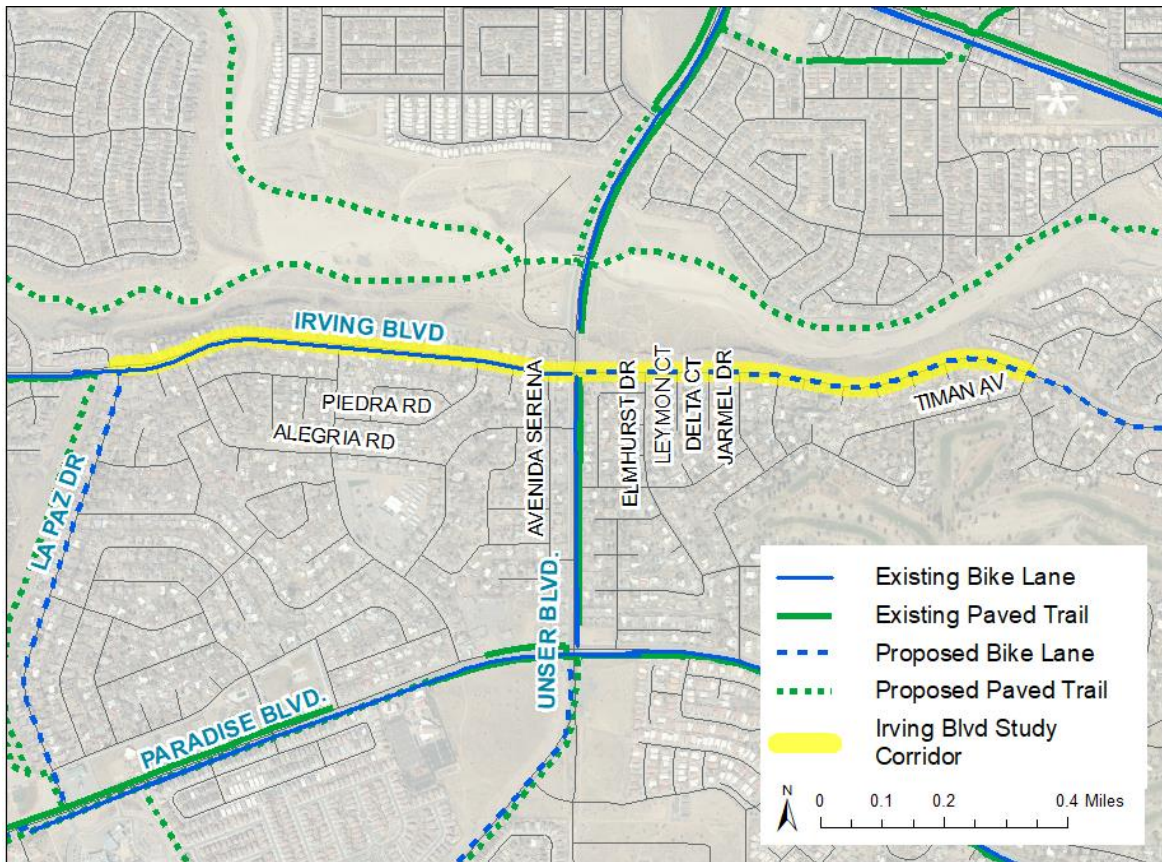 IRVING BLVD
PIEDRA RD
ALEGRIA RD
AVENIDA SERENA
ELMHURST DR
LEYMON CT
DELTA CT
JARMEL DR
TIMAN AV
LA PAZ DR
UNSER BLVD.
PARADISE BLVD.
Existing Bike Lane
Existing Paved Trail
Proposed Bike Lane
Proposed Paved Trail
Irving Blvd Study
Corridor
N
0 0.1 0.2 0.4 Miles